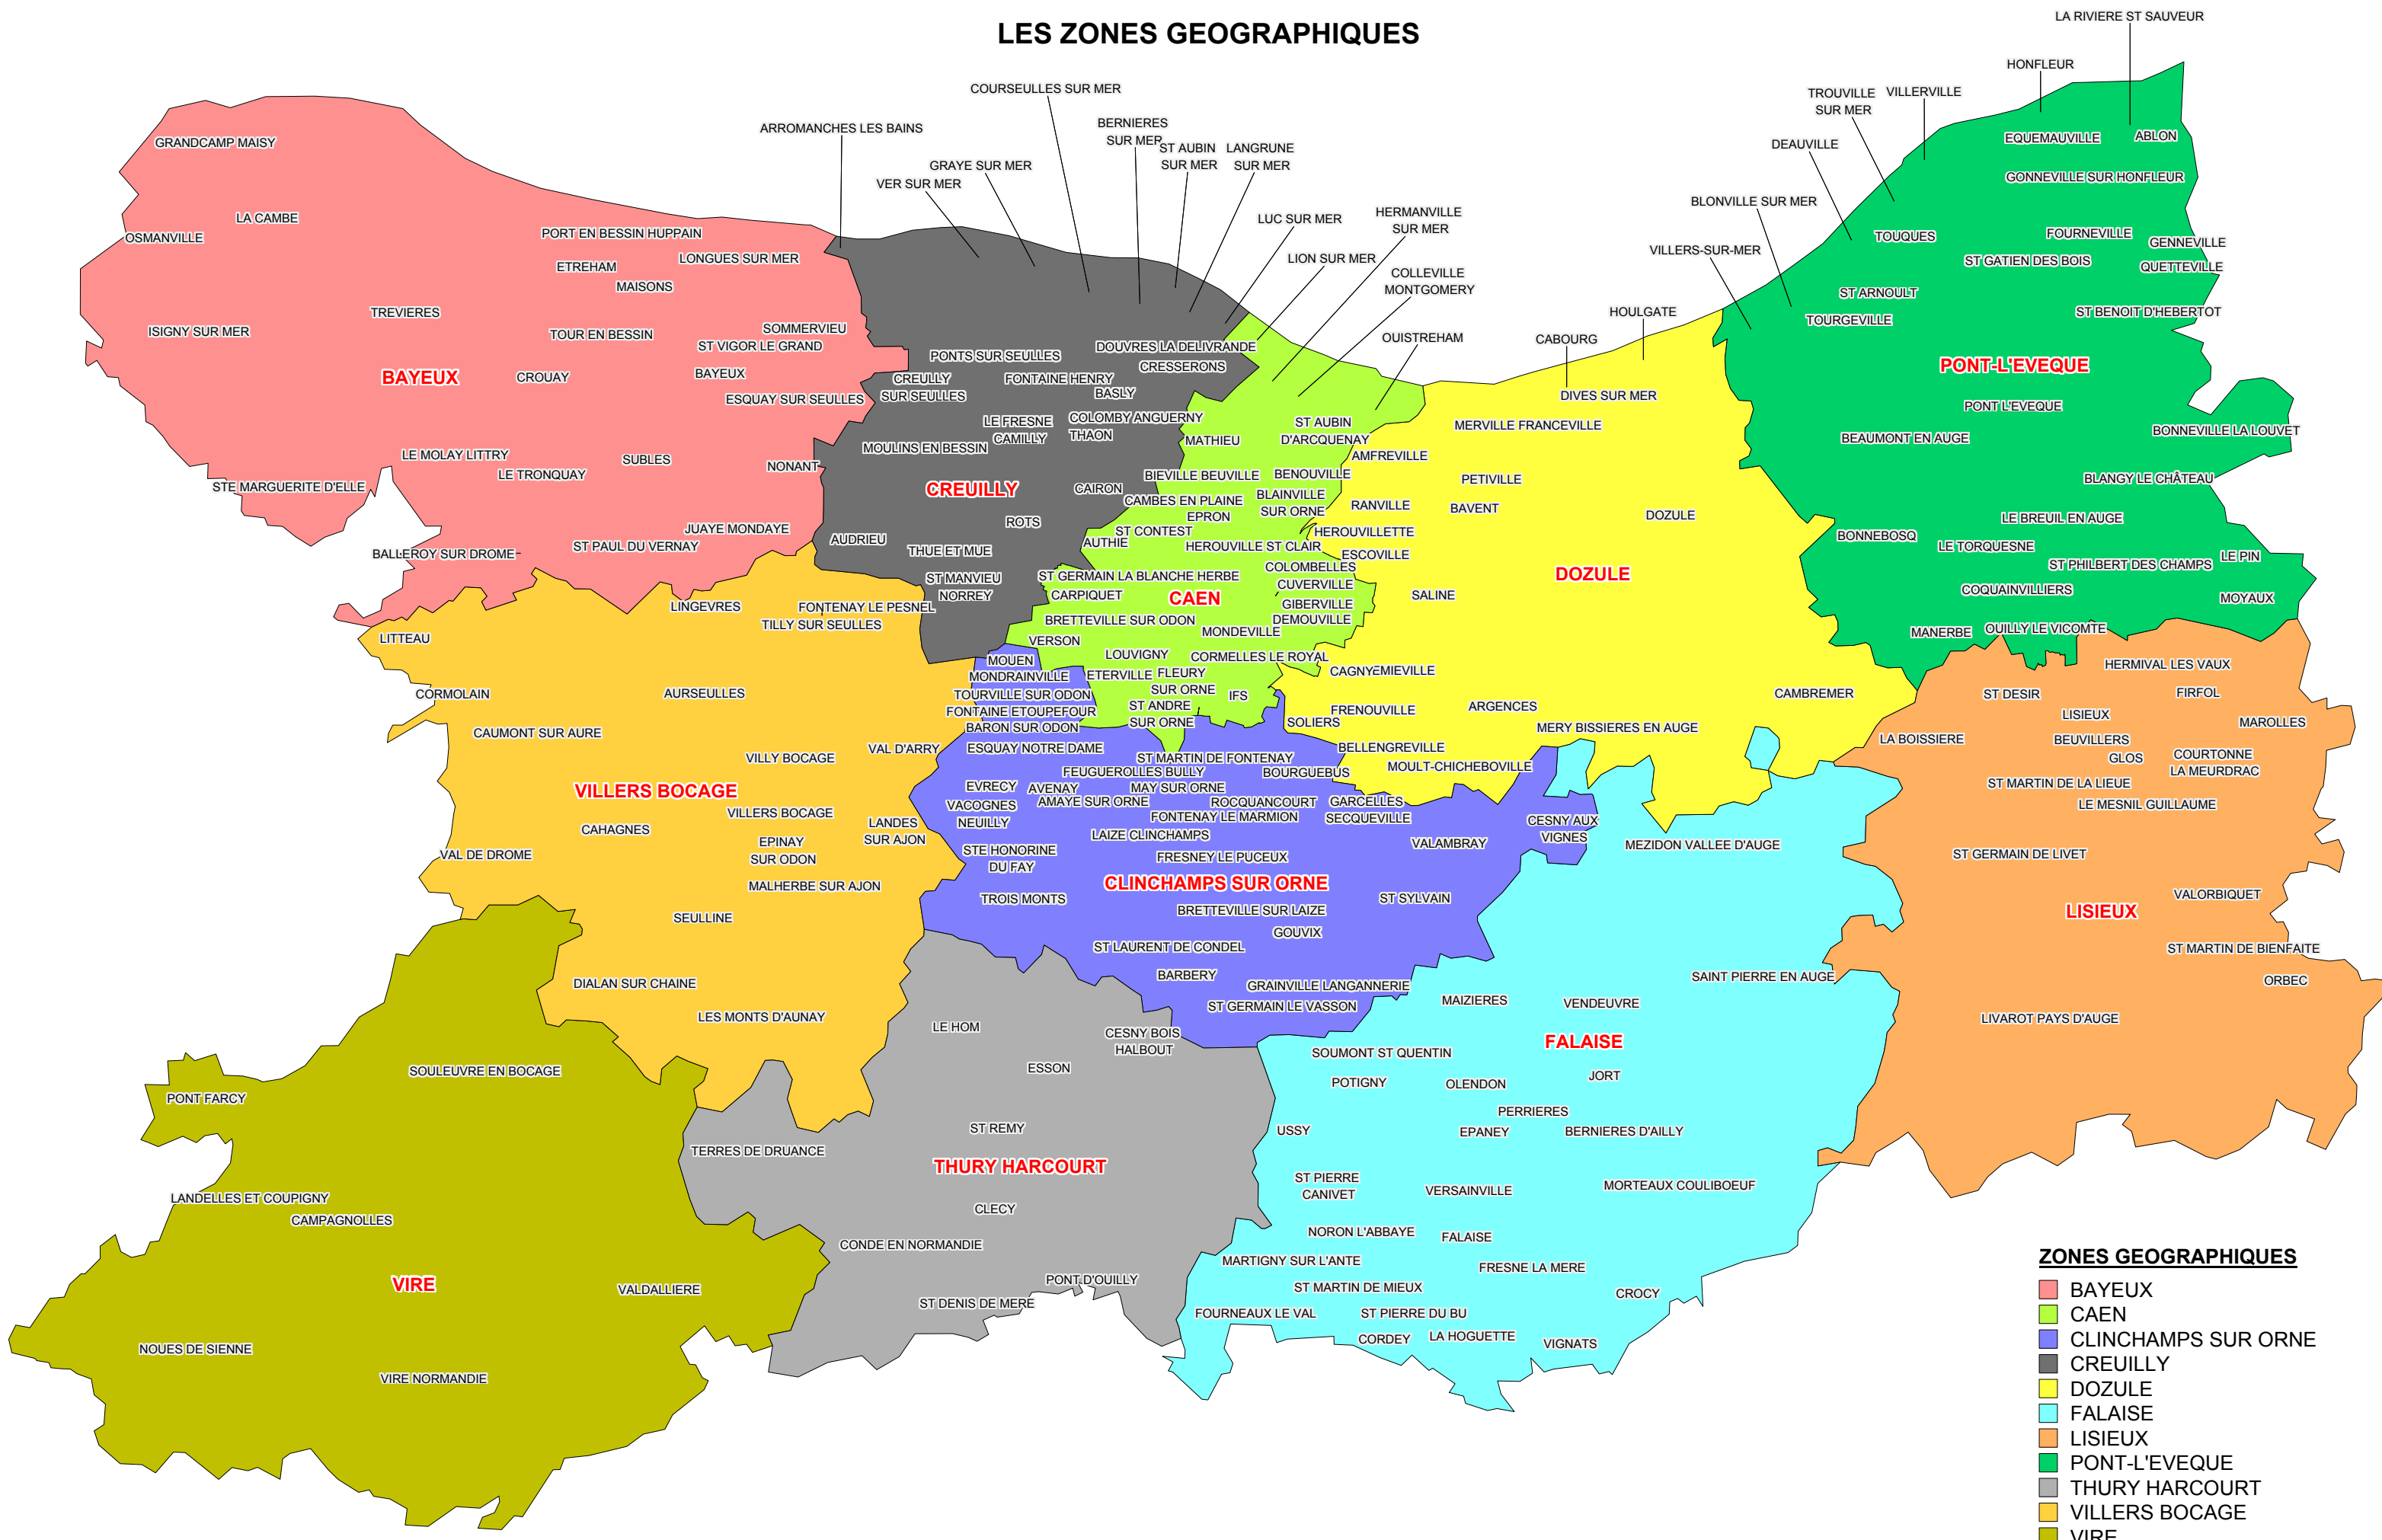 LES ZONES GEOGRAPHIQUES
LA RIVIERE ST SAUVEUR
HONFLEUR
TROUVILLE
SUR MER
VILLERVILLE
DEAUVILLE
BLONVILLE SUR MER
VILLERS-SUR-MER
COURSEULLES SUR MER
ARROMANCHES LES BAINS
BERNIERES
SUR MER
ST AUBIN
SUR MER
LANGRUNE
SUR MER
GRAYE SUR MER
VER SUR MER
LUC SUR MER
HERMANVILLE
SUR MER
LION SUR MER
COLLEVILLE
MONTGOMERY
OUISTREHAM
CABOURG
HOULGATE
GRANDCAMP MAISY
LA CAMBE
OSMANVILLE
PORT EN BESSIN HUPPAIN
LONGUES SUR MER
ETREHAM
MAISONS
TREVIERES
ISIGNY SUR MER
TOUR EN BESSIN
SOMMERVIEU
ST VIGOR LE GRAND
BAYEUX
CROUAY
BAYEUX
ESQUAY SUR SEULLES
LE MOLAY LITTRY
LE TRONQUAY
SUBLES
NONANT
STE MARGUERITE D'ELLE
JUAYE MONDAYE
ST PAUL DU VERNAY
BALLEROY SUR DROME
PONTS SUR SEULLES
DOUVRES LA DELIVRANDE
CRESSERONS
CREULLY
SUR SEULLES
FONTAINE HENRY
BASLY
LE FRESNE
CAMILLY
COLOMBY ANGUERNY
THAON
MOULINS EN BESSIN
CREUILLY
CAIRON
ROTS
AUDRIEU
THUE ET MUE
ST MANVIEU
NORREY
MATHIEU
ST AUBIN
D'ARCQUENAY
BIEVILLE BEUVILLE
BENOUVILLE
CAMBES EN PLAINE
BLAINVILLE
SUR ORNE
EPRON
ST CONTEST
AUTHIE
HEROUVILLE ST CLAIR
COLOMBELLES
ST GERMAIN LA BLANCHE HERBE
CUVERVILLE
CARPIQUET
CAEN
GIBERVILLE
DEMOUVILLE
BRETTEVILLE SUR ODON
MONDEVILLE
VERSON
LOUVIGNY
CORMELLES LE ROYAL
ETERVILLE
FLEURY
SUR ORNE
IFS
ST ANDRE
SUR ORNE
DIVES SUR MER
MERVILLE FRANCEVILLE
AMFREVILLE
PETIVILLE
RANVILLE
BAVENT
DOZULE
HEROUVILLETTE
ESCOVILLE
DOZULE
SALINE
CAGNY
EMIEVILLE
CAMBREMER
FRENOUVILLE
ARGENCES
SOLIERS
MERY BISSIERES EN AUGE
BELLENGREVILLE
MOULT-CHICHEBOVILLE
EQUEMAUVILLE
ABLON
GONNEVILLE SUR HONFLEUR
TOUQUES
FOURNEVILLE
GENNEVILLE
ST GATIEN DES BOIS
QUETTEVILLE
ST ARNOULT
TOURGEVILLE
ST BENOIT D'HEBERTOT
PONT-L'EVEQUE
PONT L'EVEQUE
BEAUMONT EN AUGE
BONNEVILLE LA LOUVET
BLANGY LE CHÂTEAU
LE BREUIL EN AUGE
BONNEBOSQ
LE TORQUESNE
LE PIN
ST PHILBERT DES CHAMPS
COQUAINVILLIERS
MOYAUX
MANERBE
OUILLY LE VICOMTE
LINGEVRES
FONTENAY LE PESNEL
TILLY SUR SEULLES
LITTEAU
CORMOLAIN
AURSEULLES
CAUMONT SUR AURE
VILLY BOCAGE
VAL D'ARRY
VILLERS BOCAGE
VILLERS BOCAGE
CAHAGNES
LANDES
SUR AJON
EPINAY
SUR ODON
VAL DE DROME
MALHERBE SUR AJON
SEULLINE
DIALAN SUR CHAINE
LES MONTS D'AUNAY
MOUEN
MONDRAINVILLE
TOURVILLE SUR ODON
FONTAINE ETOUPEFOUR
BARON SUR ODON
ESQUAY NOTRE DAME
ST MARTIN DE FONTENAY
FEUGUEROLLES BULLY
BOURGUEBUS
EVRECY
AVENAY
MAY SUR ORNE
VACOGNES
NEUILLY
AMAYE SUR ORNE
ROCQUANCOURT
GARCELLES
SECQUEVILLE
FONTENAY LE MARMION
CESNY AUX
VIGNES
LAIZE CLINCHAMPS
VALAMBRAY
STE HONORINE
DU FAY
FRESNEY LE PUCEUX
CLINCHAMPS SUR ORNE
TROIS MONTS
ST SYLVAIN
BRETTEVILLE SUR LAIZE
GOUVIX
ST LAURENT DE CONDEL
BARBERY
GRAINVILLE LANGANNERIE
ST GERMAIN LE VASSON
HERMIVAL LES VAUX
ST DESIR
FIRFOL
LISIEUX
MAROLLES
LA BOISSIERE
BEUVILLERS
GLOS
COURTONNE
LA MEURDRAC
ST MARTIN DE LA LIEUE
LE MESNIL GUILLAUME
ST GERMAIN DE LIVET
VALORBIQUET
LISIEUX
ST MARTIN DE BIENFAITE
ORBEC
LIVAROT PAYS D'AUGE
MEZIDON VALLEE D'AUGE
SAINT PIERRE EN AUGE
MAIZIERES
VENDEUVRE
FALAISE
SOUMONT ST QUENTIN
POTIGNY
OLENDON
JORT
PERRIERES
USSY
EPANEY
BERNIERES D'AILLY
ST PIERRE
CANIVET
VERSAINVILLE
MORTEAUX COULIBOEUF
NORON L'ABBAYE
FALAISE
MARTIGNY SUR L'ANTE
FRESNE LA MERE
ST MARTIN DE MIEUX
CROCY
FOURNEAUX LE VAL
ST PIERRE DU BU
CORDEY
LA HOGUETTE
VIGNATS
LE HOM
CESNY BOIS
HALBOUT
ESSON
ST REMY
TERRES DE DRUANCE
THURY HARCOURT
CLECY
CONDE EN NORMANDIE
PONT D'OUILLY
ST DENIS DE MERE
SOULEUVRE EN BOCAGE
PONT FARCY
LANDELLES ET COUPIGNY
CAMPAGNOLLES
VIRE
VALDALLIERE
NOUES DE SIENNE
VIRE NORMANDIE
ZONES GEOGRAPHIQUES
BAYEUX
CAEN
CLINCHAMPS SUR ORNE
CREUILLY
DOZULE
FALAISE
LISIEUX
PONT-L'EVEQUE
THURY HARCOURT
VILLERS BOCAGE
VIRE